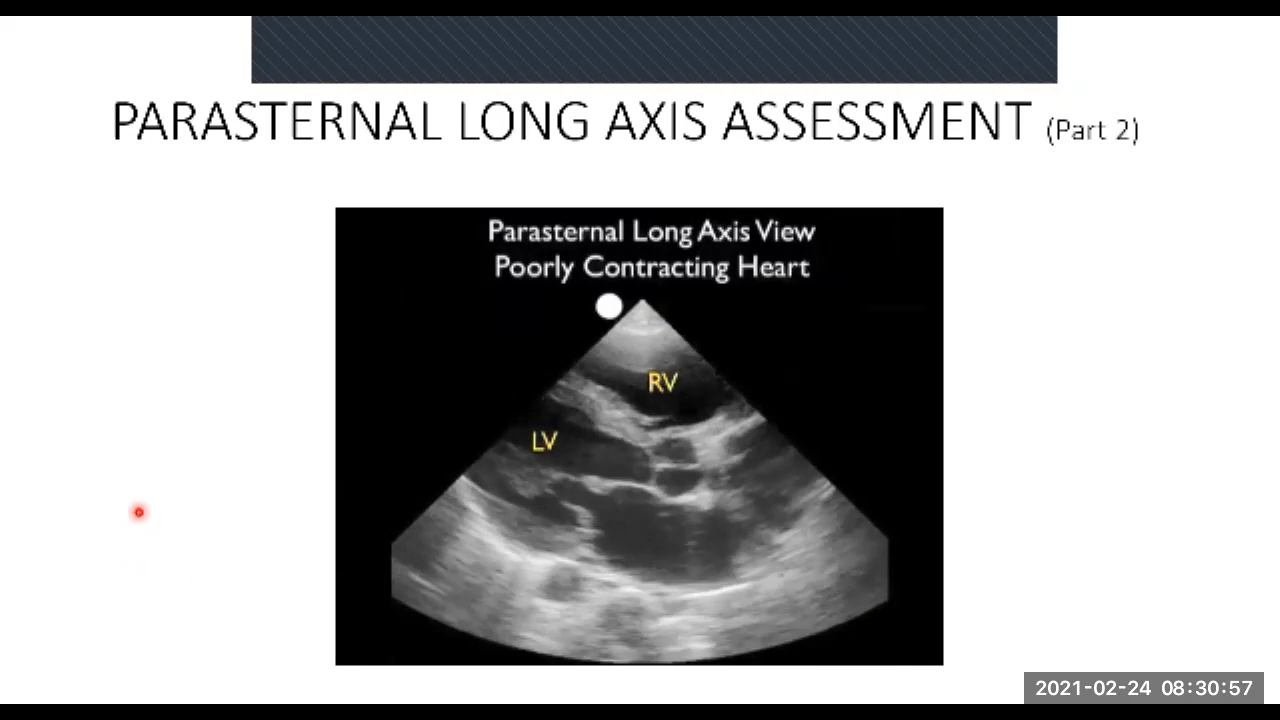 PARASTERNAL LONG AXIS ASSESSMENT (Part 2)
Parasternal Long Axis View
Poorly Contracting Heart
RV
LV
2021-02-24 08:30:57